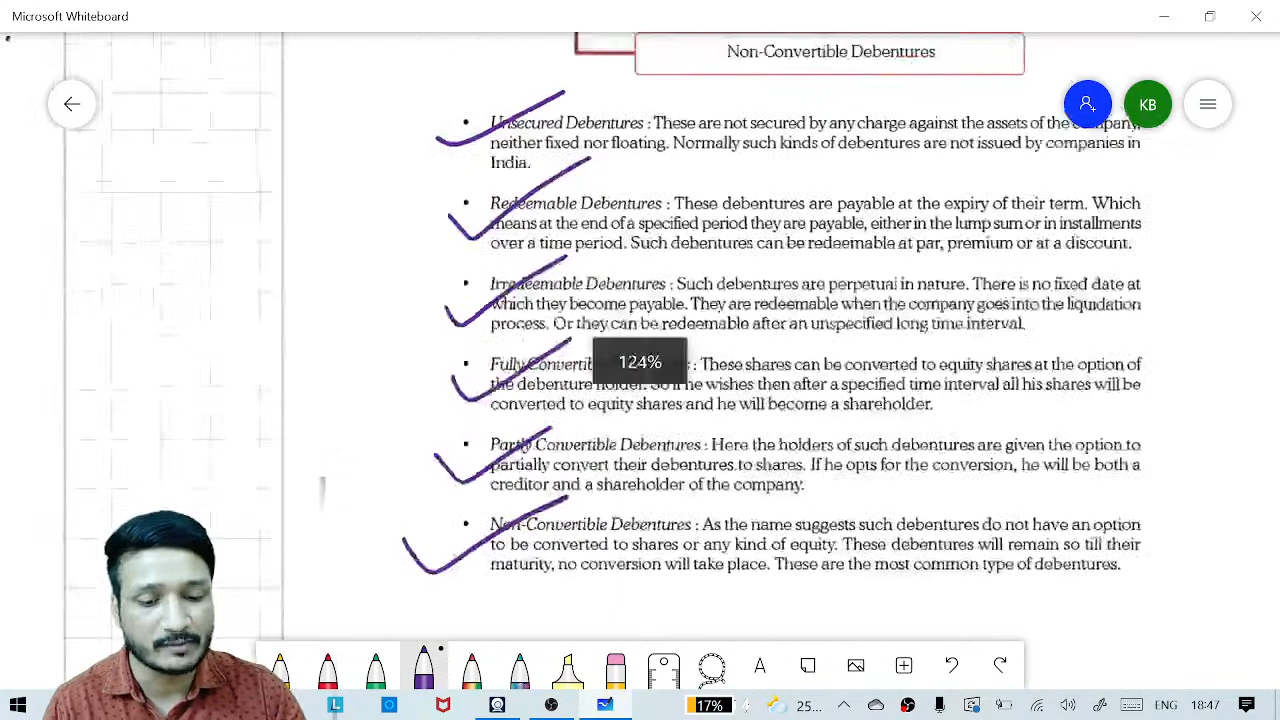 Microsoft Whiteboard
Non-Convertible Debentures
KB
• Unsecured Debentures : These are not secured by any charge against the assets of the company,
neither fixed nor floating. Normally such kinds of debentures are not issued by companies in
India.
• Redeemable Debentures : These debentures are payable at the expiry of their term. Which
means at the end of a specified period they are payable, either in the lump sum or in installments
over a time period. Such debentures can be redeemable at par, premium or at a discount.
• Irredeemable Debentures : Such debentures are perpetual in nature. There is no fixed date at
which they become payable. They are redeemable when the company goes into the liquidation
process. Or they can be redeemable after an unspecified long time interval.
• Fully : These shares can be converted to equity shares at the option of
the debenture he wishes then after a specified time interval all his shares will be
converted to equity shares and he will become a shareholder.
124%
• Partly Convertible Debentures : Here the holders of such debentures are given the option to
partially convert their debentures to shares. If he opts for the conversion, he will be both a
creditor and a shareholder of the company.
• Non-Convertible Debentures : As the name suggests such debentures do not have an option
to be converted to shares or any kind of equity. These debentures will remain so till their
maturity, no conversion will take place. These are the most common type of debentures.
17%
25...
ENG
18:47